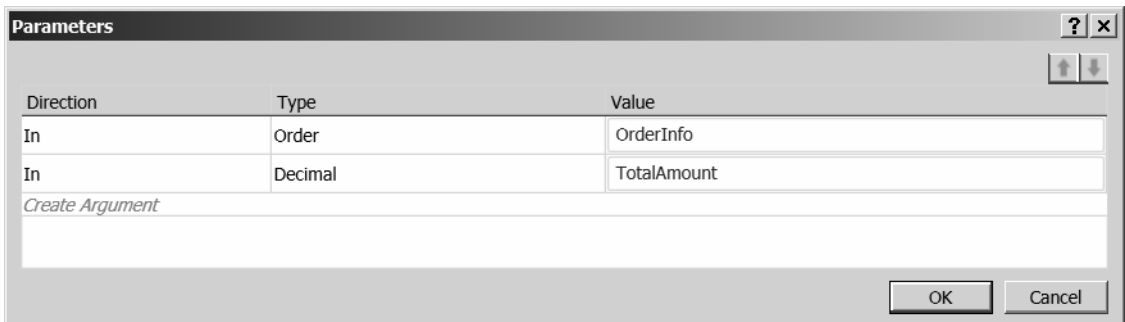 Parameters
Direction Type Value
In Order OrderInfo
In Decimal TotalAmount
Create Argument
OK Cancel